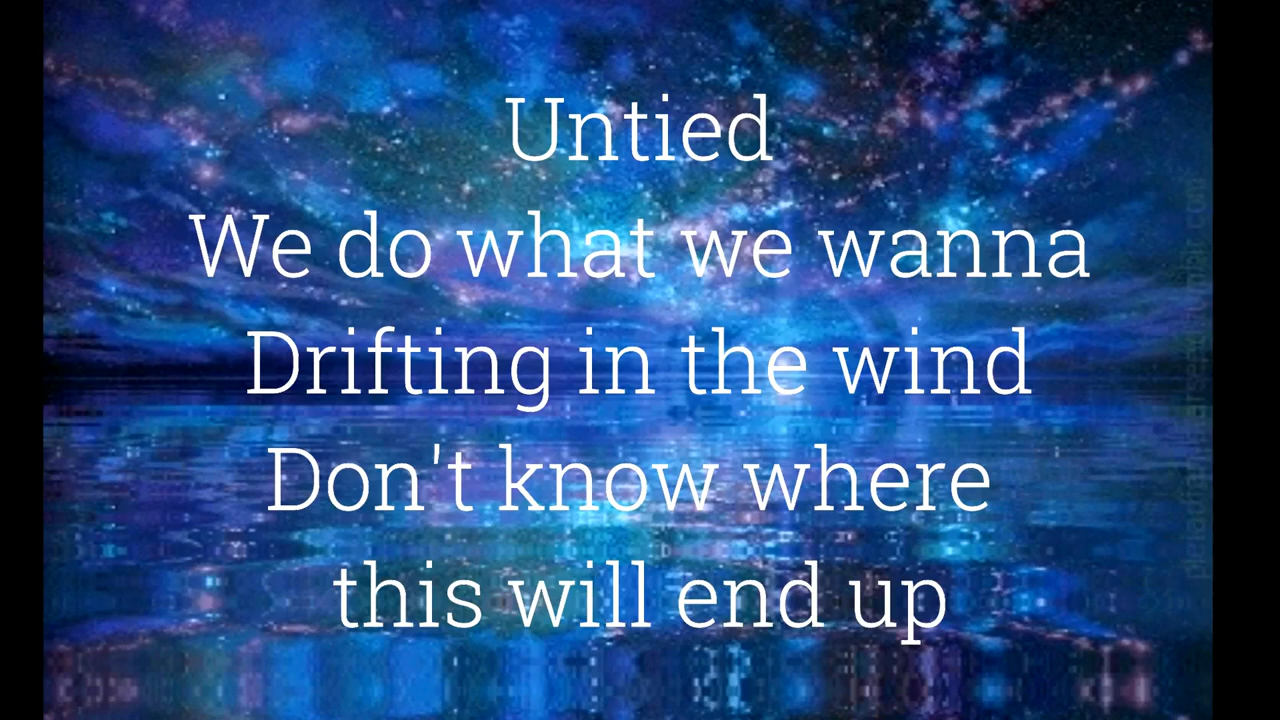 Untied
We do what we wanna
Drifting in the wind
Don't know where
this will end up